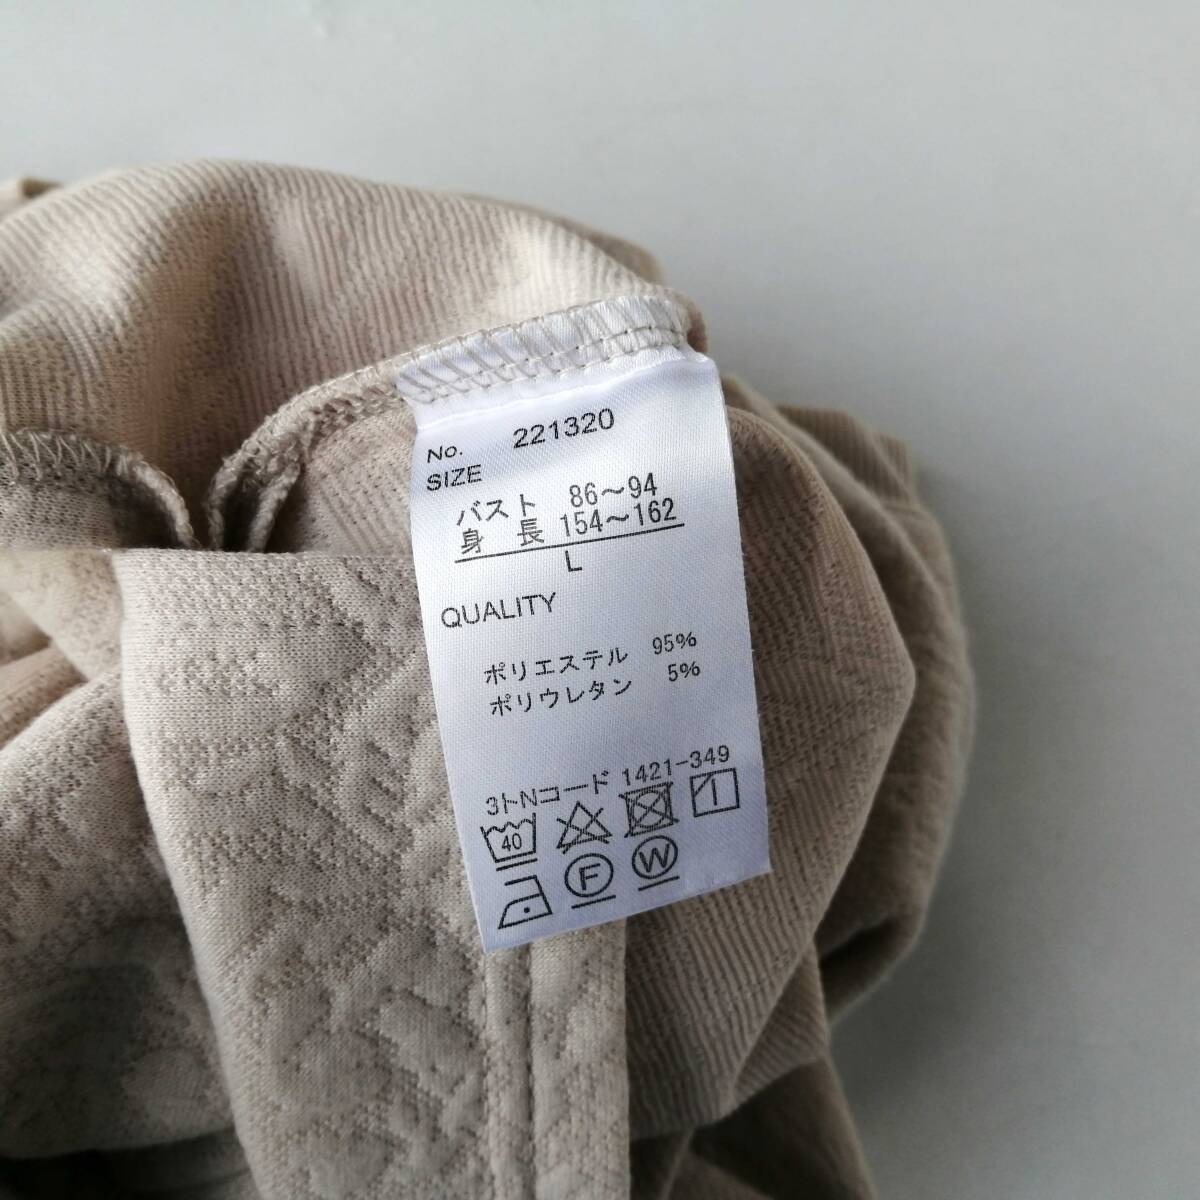 No. 221320
SIZE
バスト 86〜94
身 長 154〜162
L
QUALITY
ポリエステル 95%
ポリウレタン 5%
3トNコード 1421-349
40
F W